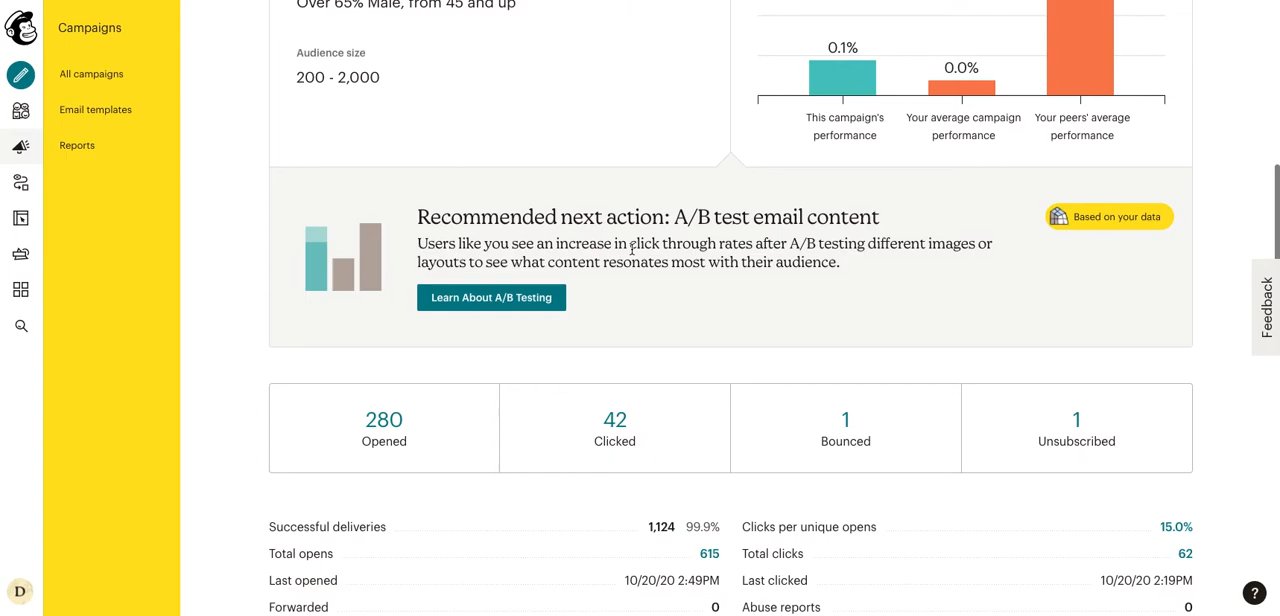 Campaigns
All campaigns
Email templates
Reports
D
Over 65% Male, from 45 and up
Audience size
200 - 2,000
0.1%
0.0%
This campaign's
performance
Your average campaign
performance
Your peers' average
performance
Recommended next action: A/B test email content
Based on your data
Users like you see an increase in click through rates after A/B testing different images or
layouts to see what content resonates most with their audience.
Learn About A/B Testing
Feedback
280
Opened
42
Clicked
1
Bounced
1
Unsubscribed
Successful deliveries 1,124 99.9%
Total opens 615
Last opened 10/20/20 2:49PM
Forwarded 0
Clicks per unique opens 15.0%
Total clicks 62
Last clicked 10/20/20 2:19PM
Abuse reports 0
?